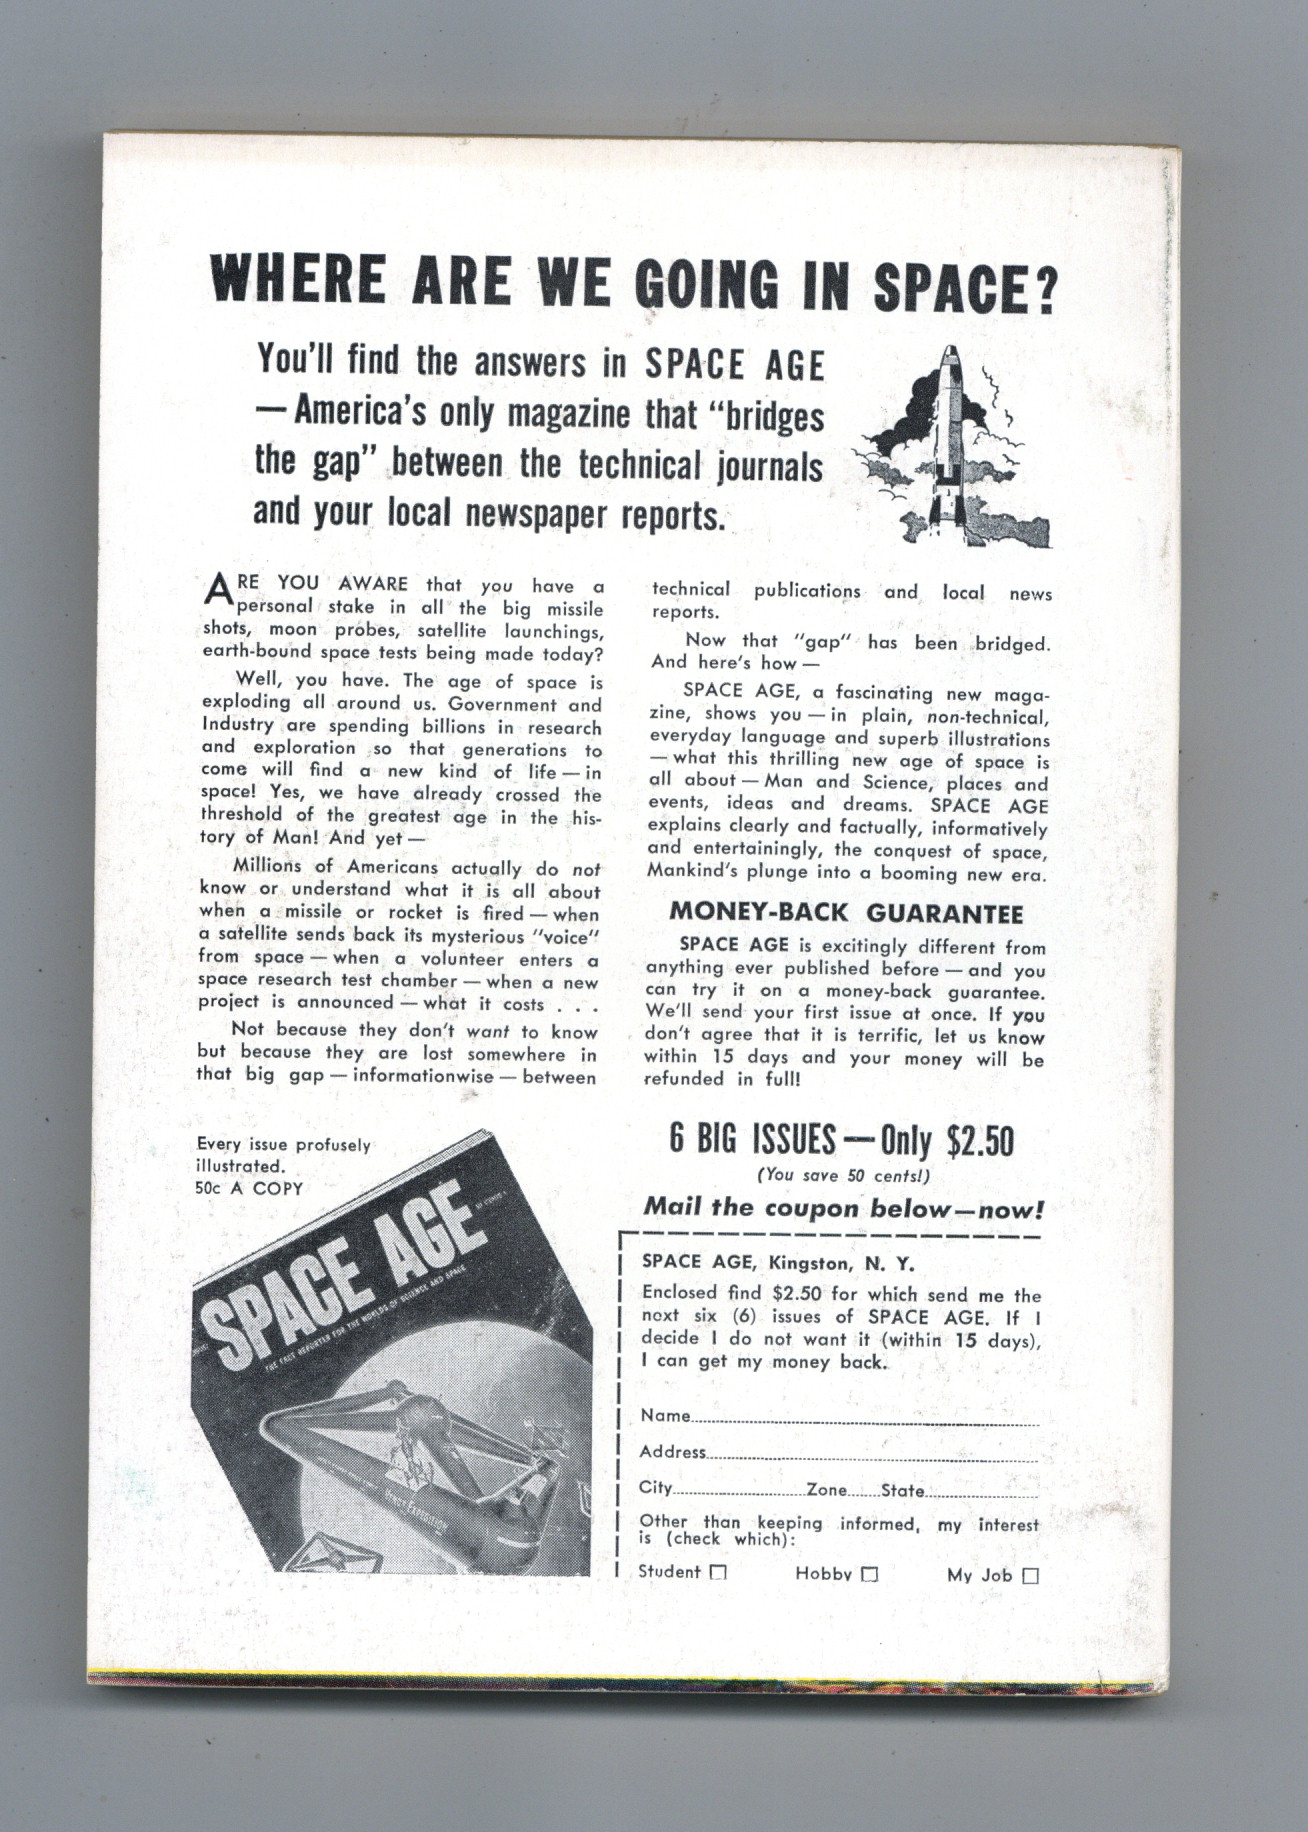 WHERE ARE WE GOING IN SPACE?
You'll find the answers in SPACE AGE
— America's only magazine that "bridges
the gap" between the technical journals
and your local newspaper reports.
ARE YOU AWARE that you have a
personal stake in all the big missile
shots, moon probes, satellite launchings,
earth-bound space tests being made today?
Well, you have. The age of space is
exploding all around us. Government and
Industry are spending billions in research
and exploration so that generations to
come will find a new kind of life — in
space! Yes, we have already crossed the
threshold of the greatest age in the his-
tory of Man! And yet —
Millions of Americans actually do not
know or understand what it is all about
when a missile or rocket is fired — when
a satellite sends back its mysterious "voice"
from space — when a volunteer enters a
space research test chamber — when a new
project is announced — what it costs . . .
Not because they don't want to know
but because they are lost somewhere in
that big gap — informationwise — between
technical publications and local news
reports.
Now that "gap" has been bridged.
And here's how —
SPACE AGE, a fascinating new maga-
zine, shows you — in plain, non-technical,
everyday language and superb illustrations
— what this thrilling new age of space is
all about — Man and Science, places and
events, ideas and dreams. SPACE AGE
explains clearly and factually, informatively
and entertainingly, the conquest of space,
Mankind's plunge into a booming new era.
MONEY-BACK GUARANTEE
SPACE AGE is excitingly different from
anything ever published before — and you
can try it on a money-back guarantee.
We'll send your first issue at once. If you
don't agree that it is terrific, let us know
within 15 days and your money will be
refunded in full!
Every issue profusely
illustrated.
50c A COPY
SPACE AGE
THE FACT REPORTER FOR THE WORLDS OF SCIENCE AND SPACE
VENUS EXPEDITION
6 BIG ISSUES — Only $2.50
(You save 50 cents!)
Mail the coupon below—now!
SPACE AGE, Kingston, N. Y.
Enclosed find $2.50 for which send me the
next six (6) issues of SPACE AGE. If I
decide I do not want it (within 15 days),
I can get my money back.
Name
Address
City Zone State
Other than keeping informed, my interest
is (check which):
Student ☐ Hobby ☐ My Job ☐